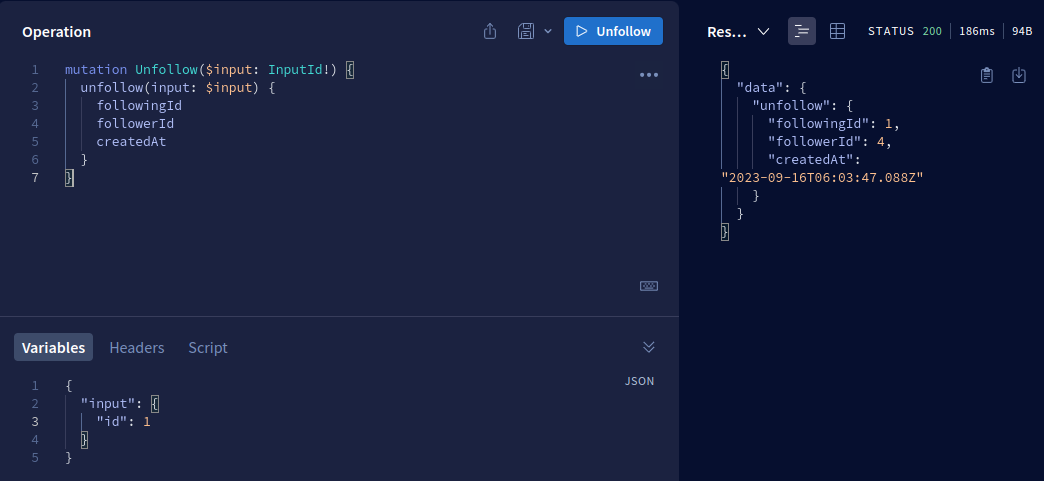 Operation
Unfollow
1 mutation Unfollow($input: InputId!) {
2 unfollow(input: $input) {
3 followingId
4 followerId
5 createdAt
6 }
7 }
Variables Headers Script
JSON
1 {
2 "input": {
3 "id": 1
4 }
5 }
Res... STATUS 200 186ms 94B
{
"data": {
"unfollow": {
"followingId": 1,
"followerId": 4,
"createdAt":
"2023-09-16T06:03:47.088Z"
}
}
}